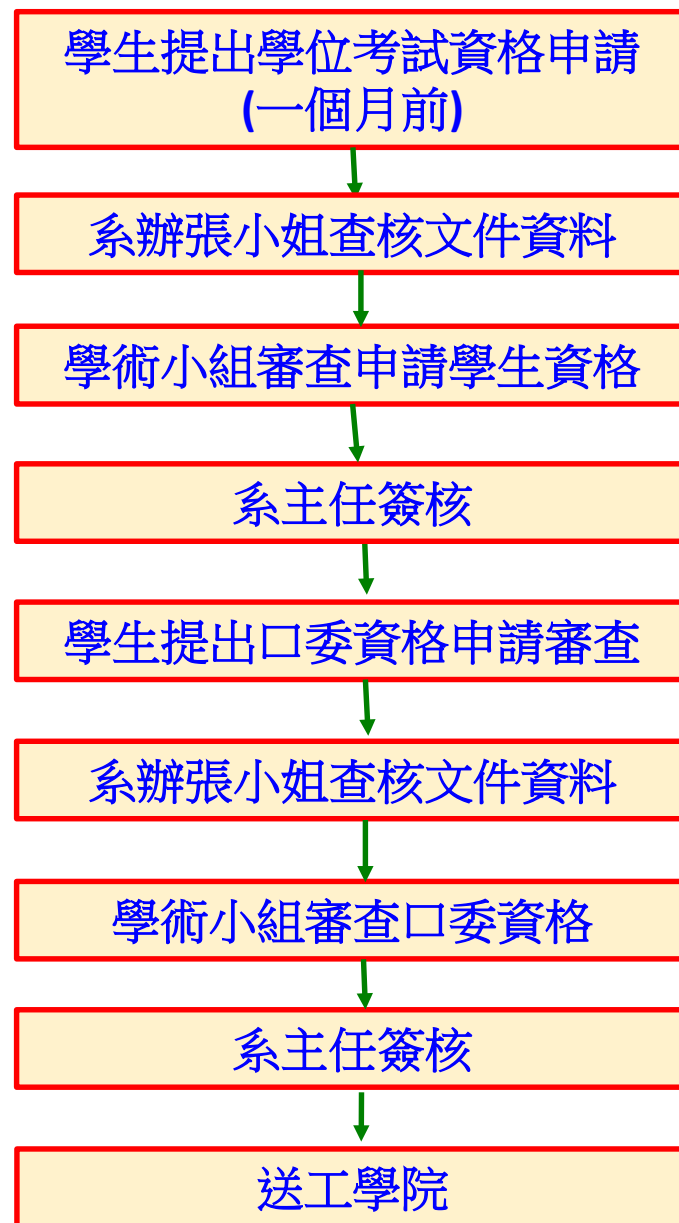 學生提出學位考試資格申請
(一個月前)
系辦張小姐查核文件資料
學術小組審查申請學生資格
系主任簽核
學生提出口委資格申請審查
系辦張小姐查核文件資料
學術小組審查口委資格
系主任簽核
送工學院